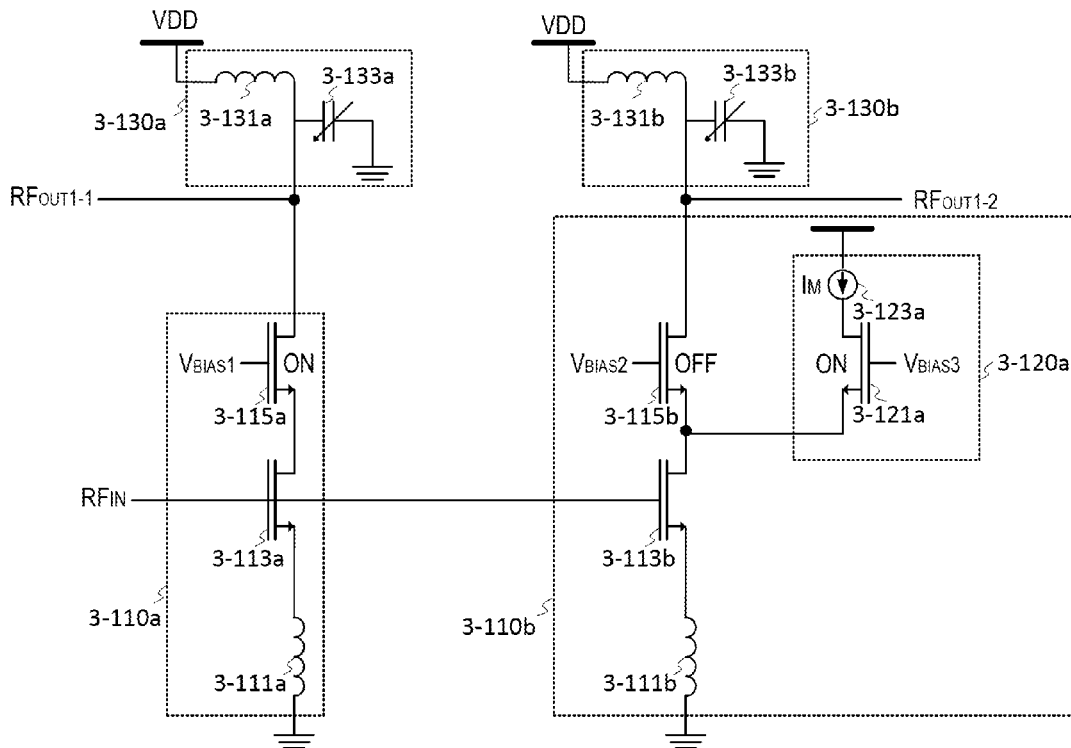 VDD
VDD
3-133a
3-133b
3-130a
3-131a
3-131b
3-130b
RFOUT1-1
RFOUT1-2
IM
3-123a
VBIAS1
ON
VBIAS2
OFF
ON
VBIAS3
3-120a
3-115a
3-115b
3-121a
RFIN
3-113a
3-113b
3-110a
3-110b
3-111a
3-111b